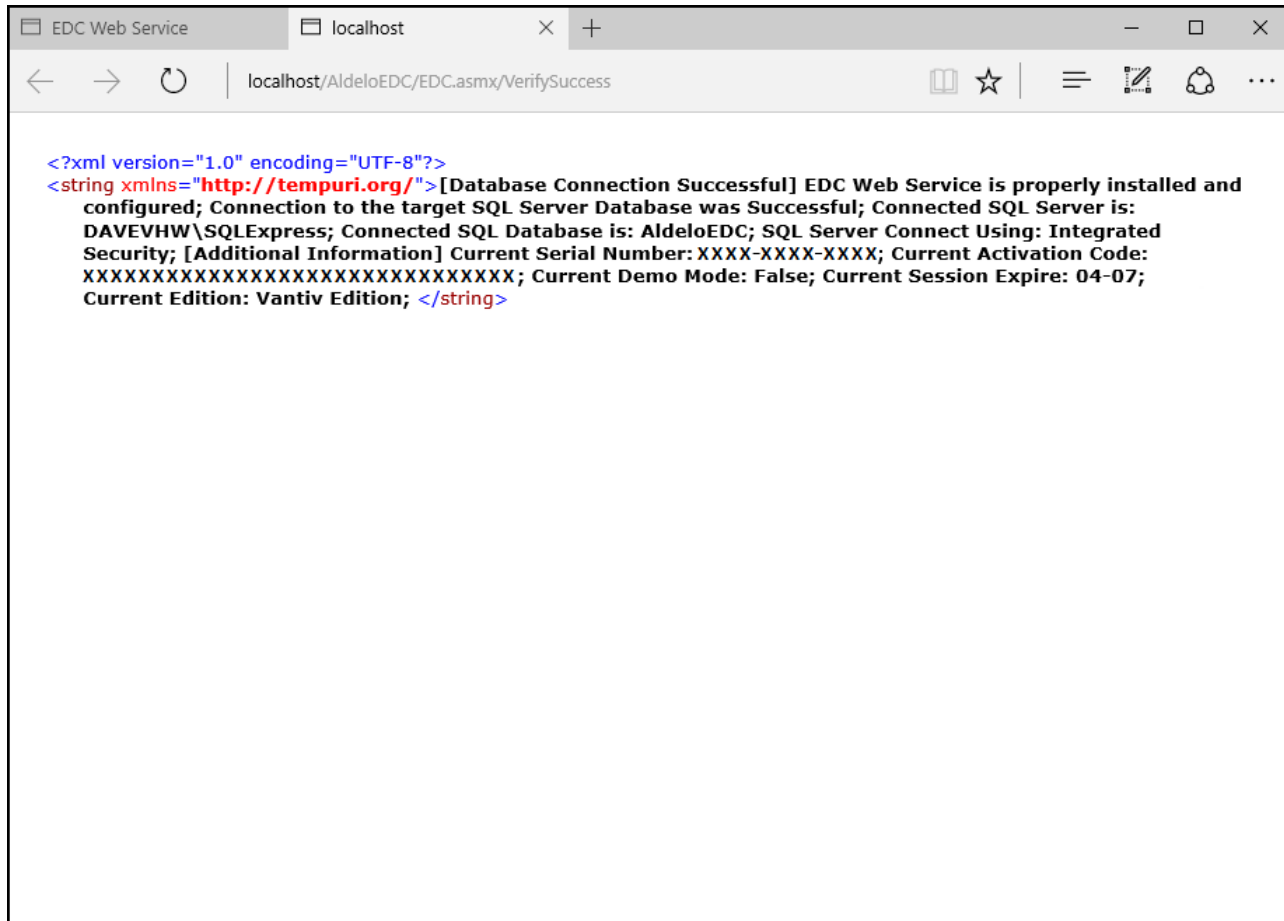 EDC Web Service
localhost
localhost/AldeloEDC/EDC.asmx/VerifySuccess
<?xml version="1.0" encoding="UTF-8"?>
<string xmlns="http://tempuri.org/">[Database Connection Successful] EDC Web Service is properly installed and
configured; Connection to the target SQL Server Database was Successful; Connected SQL Server is:
DAVEVHW\SQLExpress; Connected SQL Database is: AldeloEDC; SQL Server Connect Using: Integrated
Security; [Additional Information] Current Serial Number: XXXX-XXXX-XXXX; Current Activation Code:
XXXXXXXXXXXXXXXXXXXXXXXXXXXXXXXX; Current Demo Mode: False; Current Session Expire: 04-07;
Current Edition: Vantiv Edition; </string>